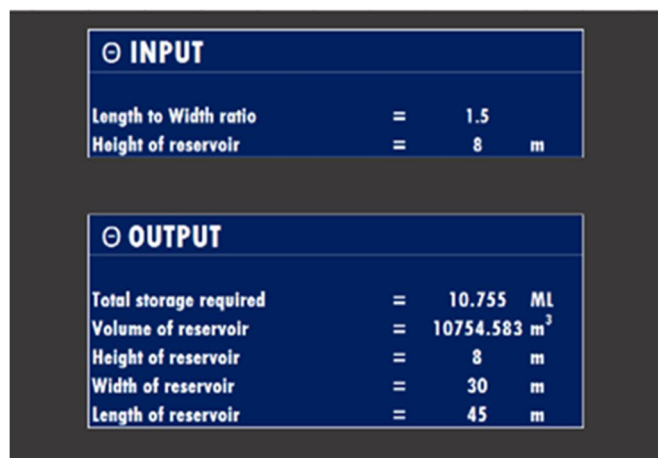 Θ INPUT
Length to Width ratio = 1.5
Height of reservoir = 8 m
Θ OUTPUT
Total storage required = 10.755 ML
Volume of reservoir = 10754.583 m³
Height of reservoir = 8 m
Width of reservoir = 30 m
Length of reservoir = 45 m